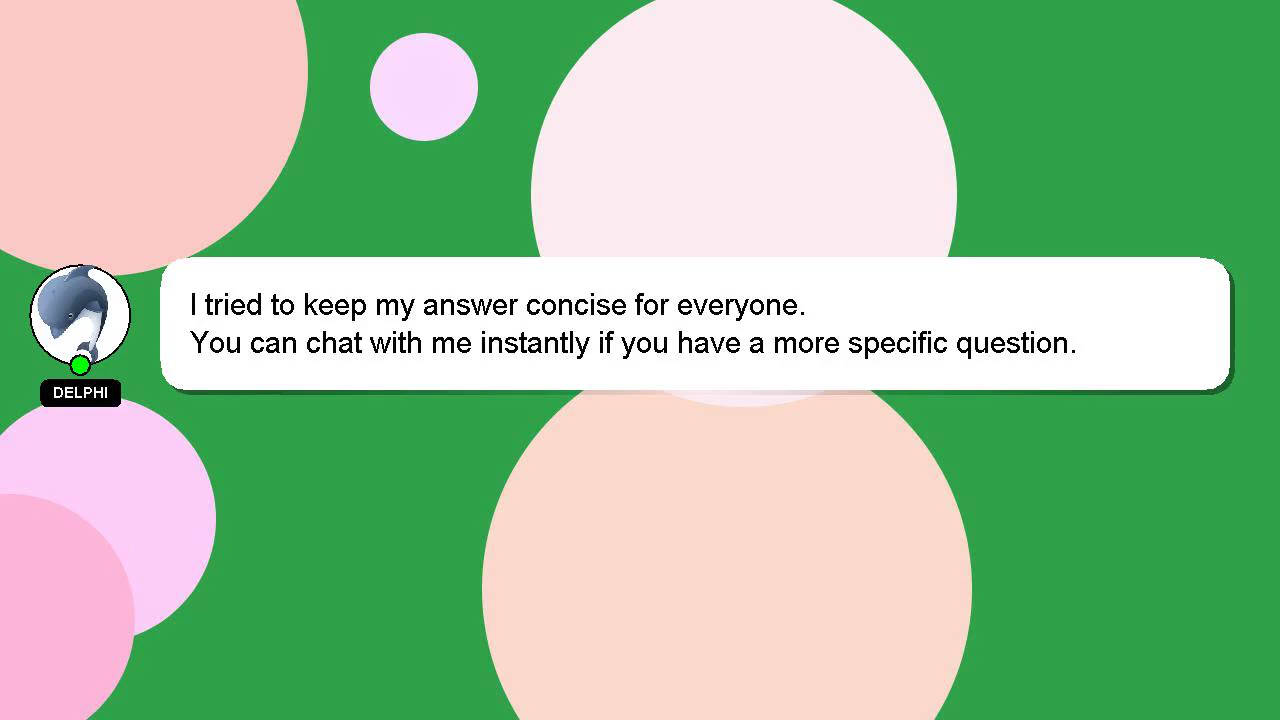 I tried to keep my answer concise for everyone.
You can chat with me instantly if you have a more specific question.
DELPHI